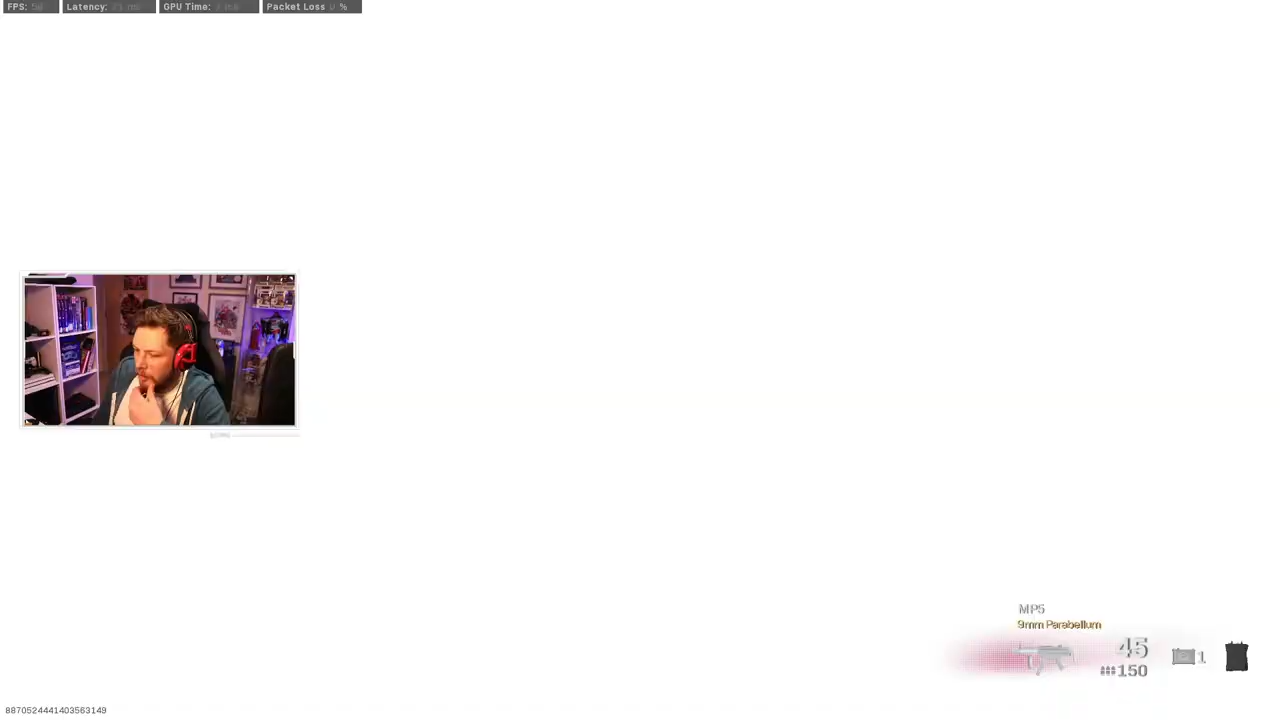 FPS:
Latency:
GPU Time:
Packet Loss %
MP5
9mm Parabellum
45
150
1
8870524441403563149